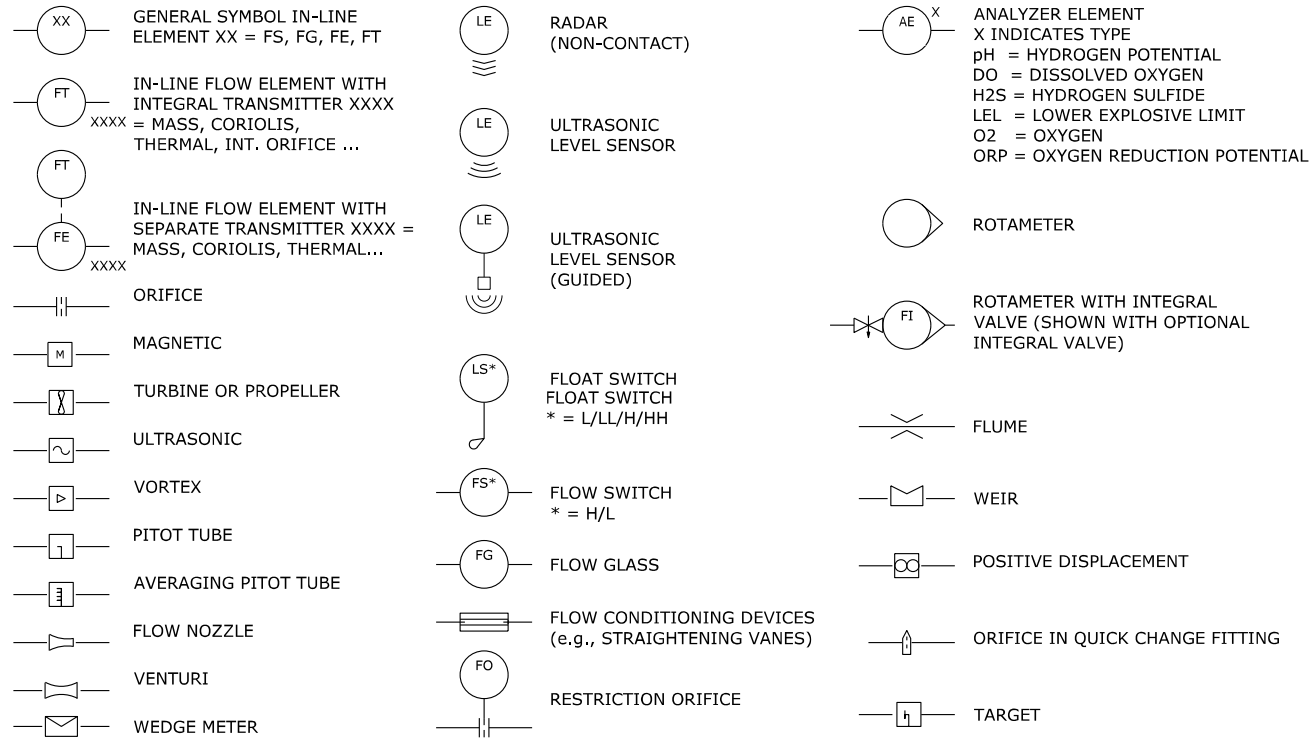 XX
GENERAL SYMBOL IN-LINE
ELEMENT XX = FS, FG, FE, FT
FT
XXXX
IN-LINE FLOW ELEMENT WITH
INTEGRAL TRANSMITTER XXXX
= MASS, CORIOLIS,
THERMAL, INT. ORIFICE ...
FT
FE
XXXX
IN-LINE FLOW ELEMENT WITH
SEPARATE TRANSMITTER XXXX =
MASS, CORIOLIS, THERMAL...
ORIFICE
M
MAGNETIC
TURBINE OR PROPELLER
ULTRASONIC
VORTEX
PITOT TUBE
AVERAGING PITOT TUBE
FLOW NOZZLE
VENTURI
WEDGE METER
LE
RADAR
(NON-CONTACT)
LE
ULTRASONIC
LEVEL SENSOR
LE
ULTRASONIC
LEVEL SENSOR
(GUIDED)
LS*
FLOAT SWITCH
FLOAT SWITCH
* = L/LL/H/HH
FS*
FLOW SWITCH
* = H/L
FG
FLOW GLASS
FLOW CONDITIONING DEVICES
(e.g., STRAIGHTENING VANES)
FO
RESTRICTION ORIFICE
AE
X
ANALYZER ELEMENT
X INDICATES TYPE
pH = HYDROGEN POTENTIAL
DO = DISSOLVED OXYGEN
H2S = HYDROGEN SULFIDE
LEL = LOWER EXPLOSIVE LIMIT
O2 = OXYGEN
ORP = OXYGEN REDUCTION POTENTIAL
ROTAMETER
FI
ROTAMETER WITH INTEGRAL
VALVE (SHOWN WITH OPTIONAL
INTEGRAL VALVE)
FLUME
WEIR
POSITIVE DISPLACEMENT
ORIFICE IN QUICK CHANGE FITTING
TARGET